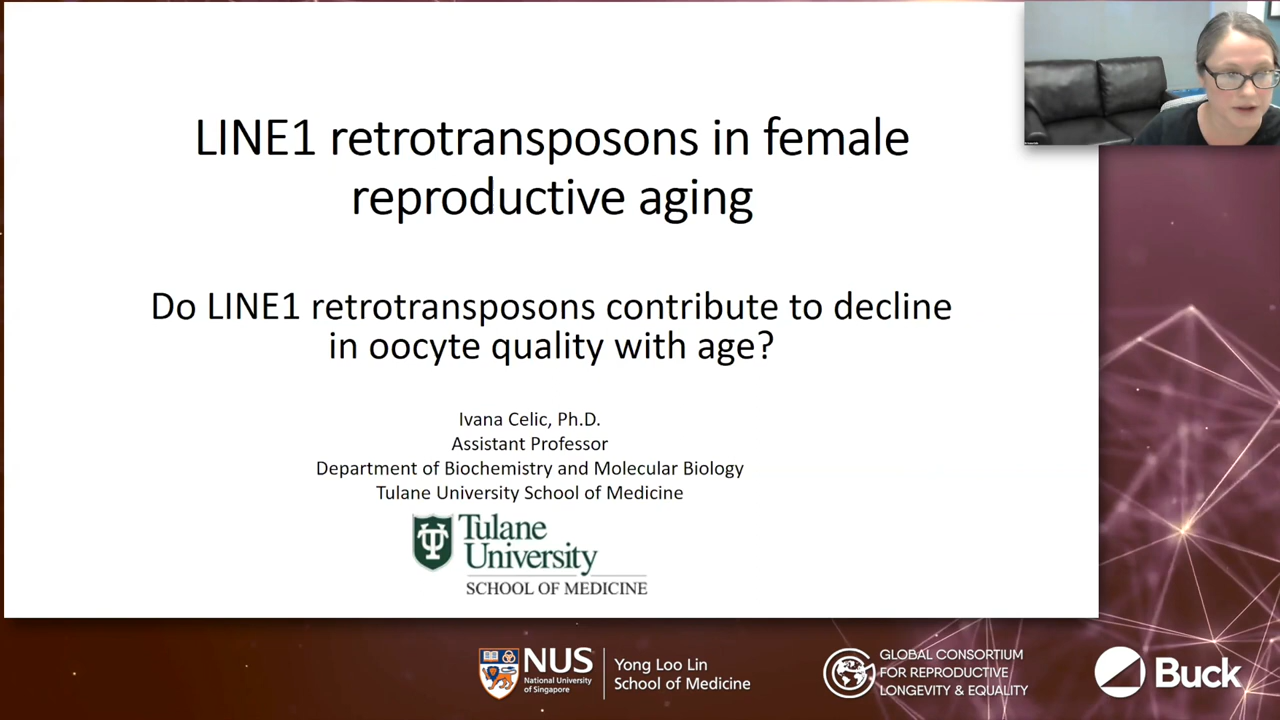 LINE1 retrotransposons in female
reproductive aging
Do LINE1 retrotransposons contribute to decline
in oocyte quality with age?
Ivana Celic, Ph.D.
Assistant Professor
Department of Biochemistry and Molecular Biology
Tulane University School of Medicine
Tulane
University
SCHOOL OF MEDICINE
NUS
National University
of Singapore
Yong Loo Lin
School of Medicine
GLOBAL CONSORTIUM
FOR REPRODUCTIVE
LONGEVITY & EQUALITY
Buck